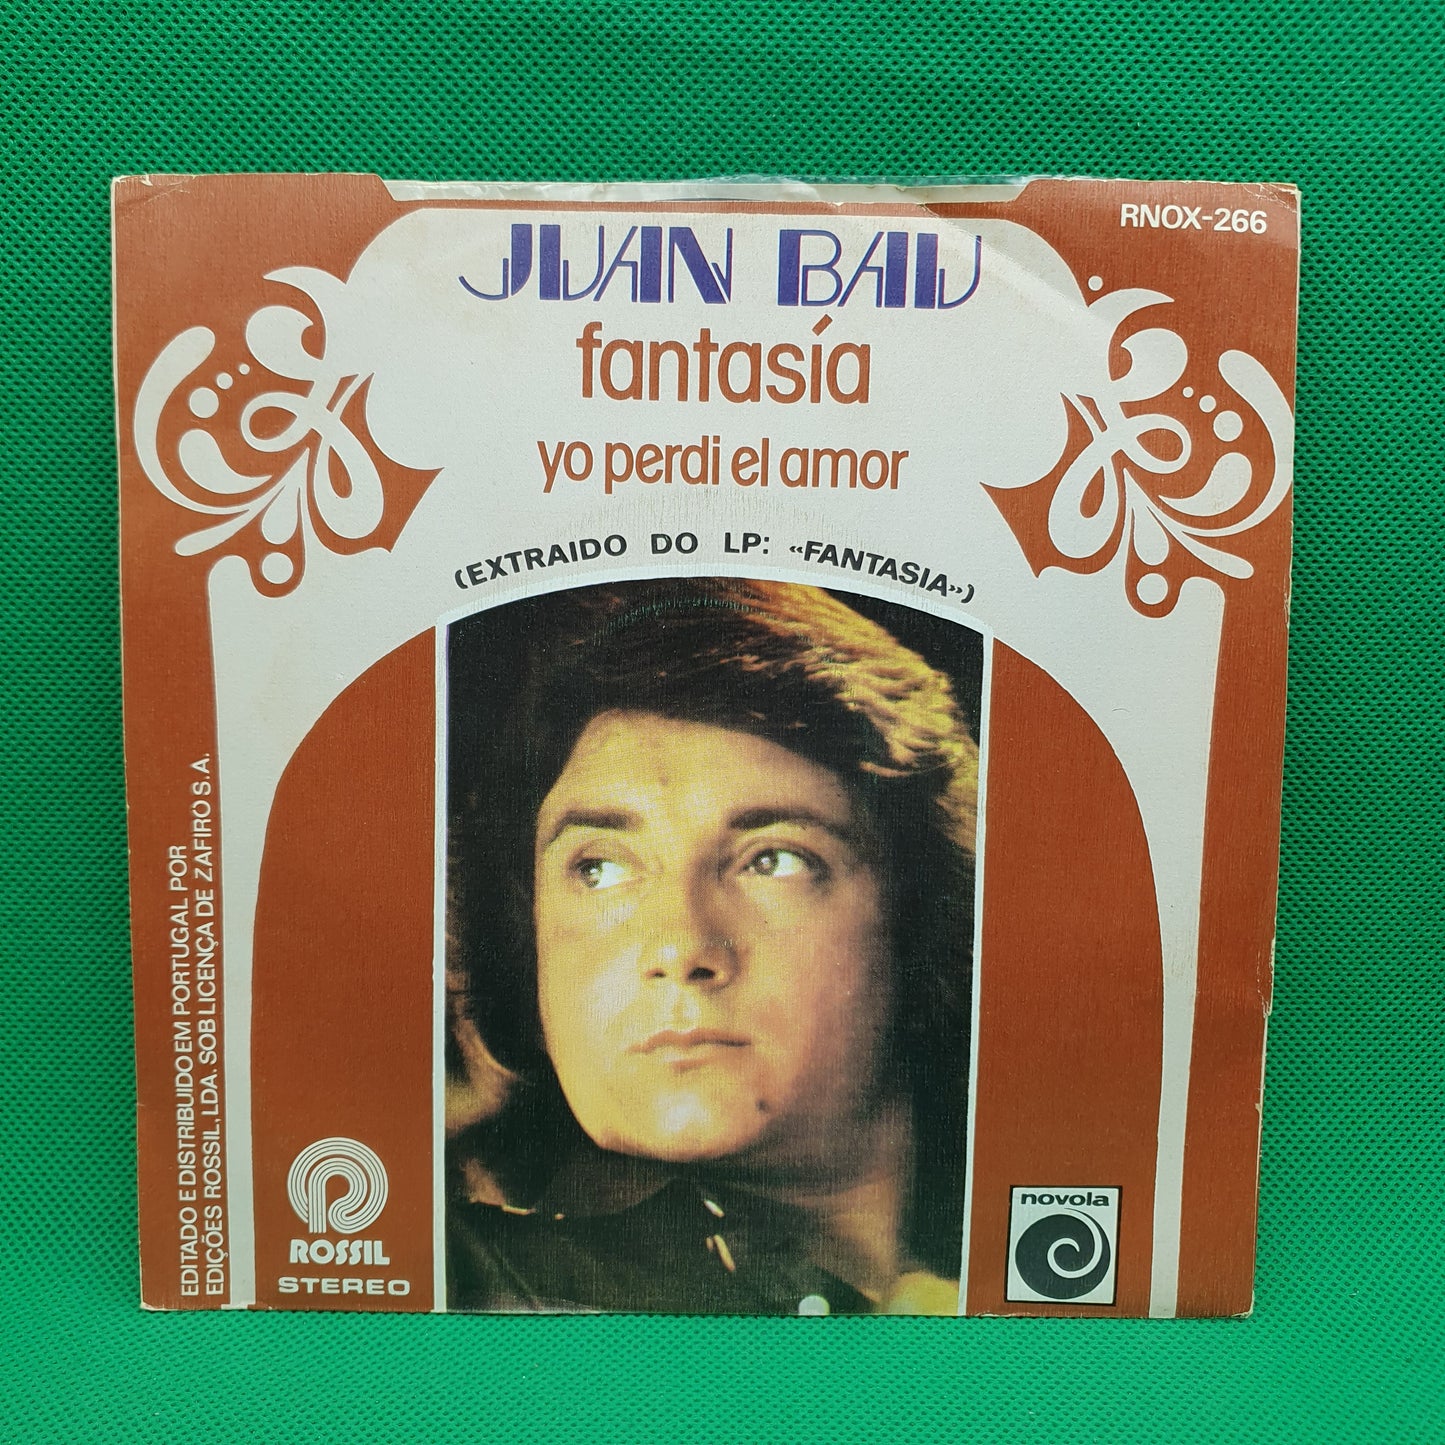 RNOX-266
JUAN BAU
fantasía
yo perdi el amor
(EXTRAIDO DO LP: «FANTASIA»)
EDITADO E DISTRIBUIDO EM PORTUGAL POR
EDIÇÕES ROSSIL, LDA. SOB LICENÇA DE ZAFIRO S.A.
ROSSIL
STEREO
novola